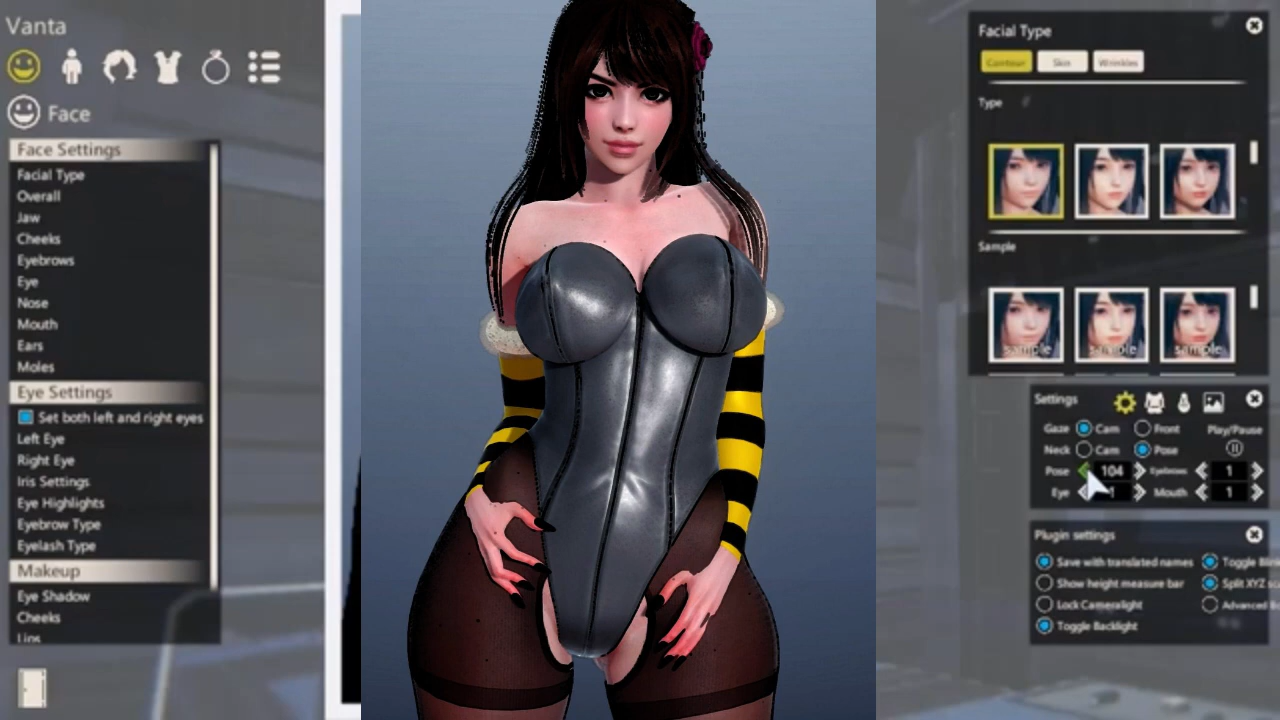 Vanta
Face
Face Settings
Facial Type
Overall
Jaw
Cheeks
Eyebrows
Eye
Nose
Mouth
Ears
Moles
Eye Settings
Set both left and right eyes
Left Eye
Right Eye
Iris Settings
Eye Highlights
Eyebrow Type
Eyelash Type
Makeup
Eye Shadow
Cheeks
Lips
Facial Type
Contour Skin Wrinkles
Type
Sample
sample sample sample
Settings
Gaze Cam Front Play/Pause
Neck Cam Pose
Pose 104 Eyebrows 1
Eye 1 Mouth 1
Plugin settings
Save with translated names Toggle
Show height measure bar Split XYZ
Lock Cameralight Advanced
Toggle Backlight